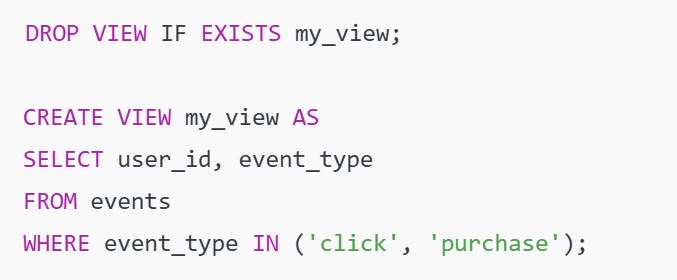 DROP VIEW IF EXISTS my_view;
CREATE VIEW my_view AS
SELECT user_id, event_type
FROM events
WHERE event_type IN ('click', 'purchase');